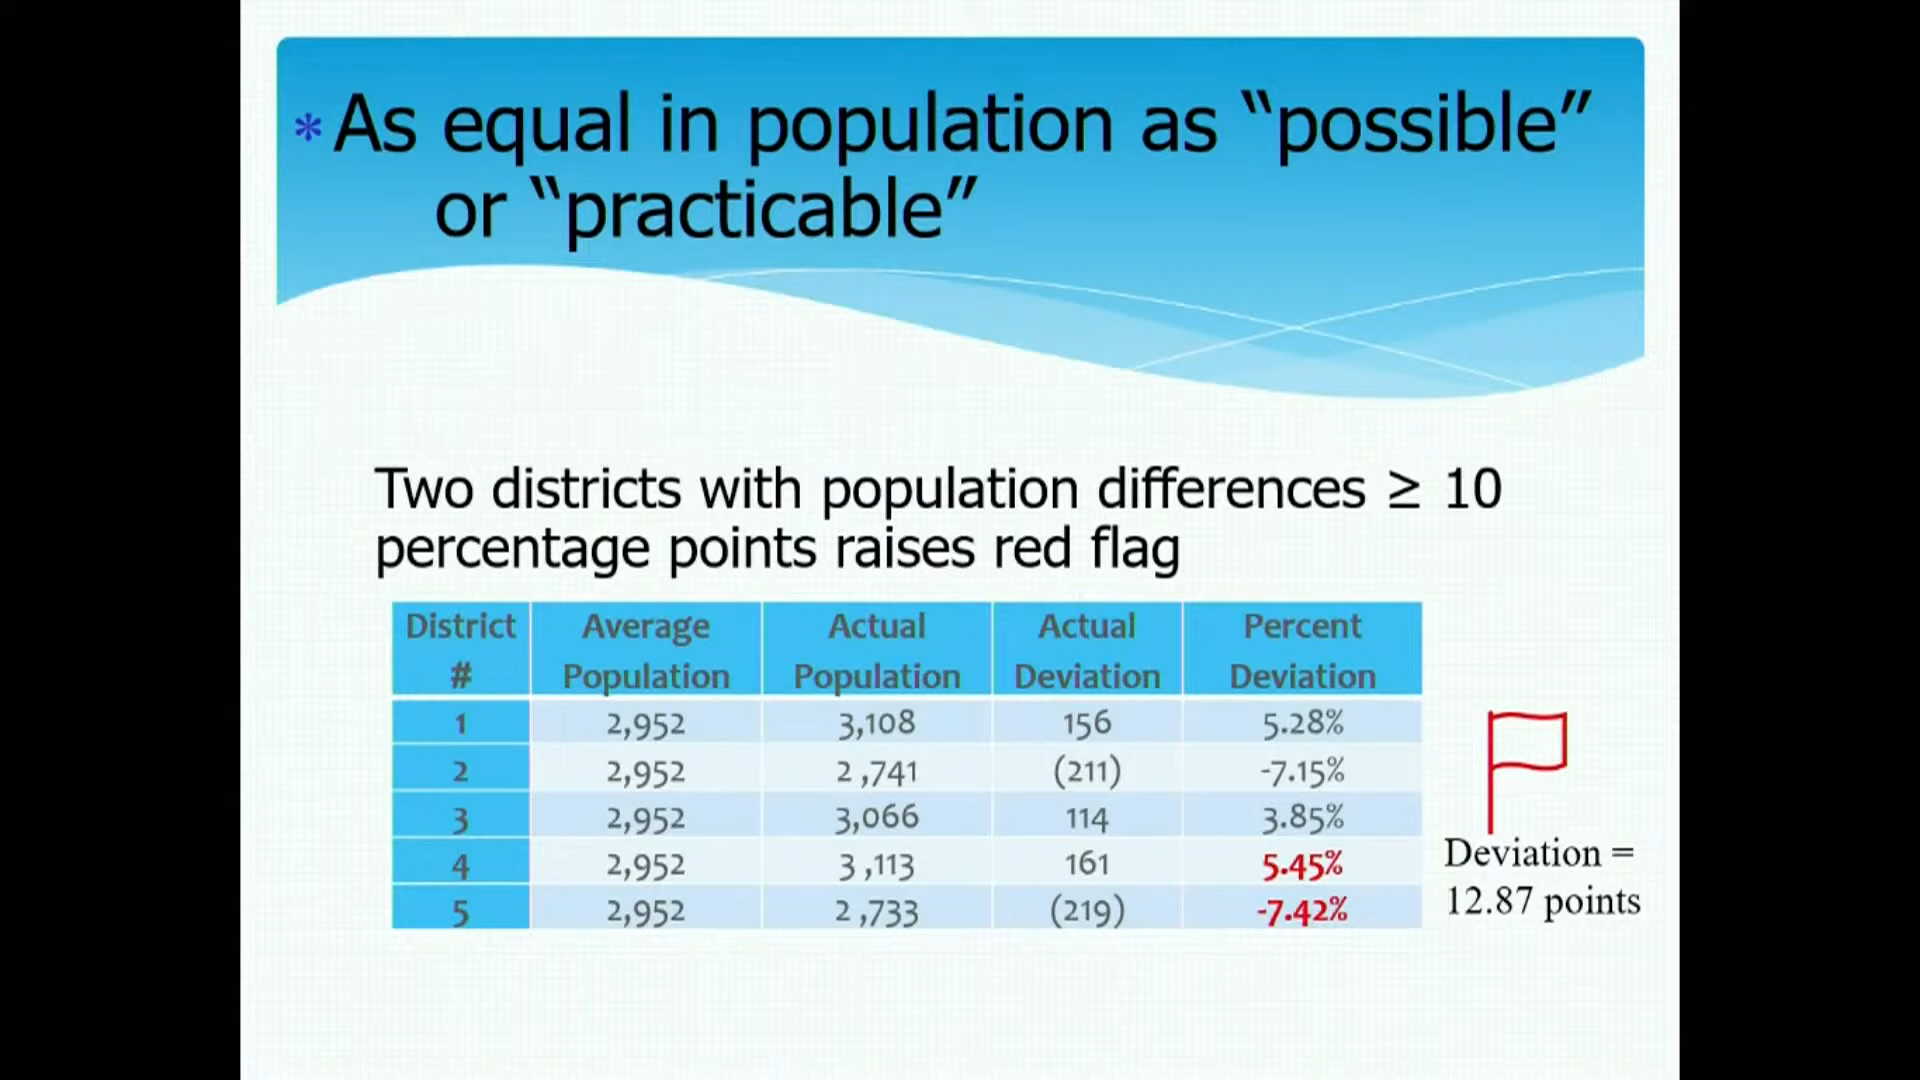 * As equal in population as “possible”
or “practicable”
Two districts with population differences ≥ 10
percentage points raises red flag
District Average Actual Actual Percent
# Population Population Deviation Deviation
1 2,952 3,108 156 5.28%
2 2,952 2 ,741 (211) -7.15%
3 2,952 3,066 114 3.85%
4 2,952 3 ,113 161 5.45%
5 2,952 2 ,733 (219) -7.42%
Deviation =
12.87 points